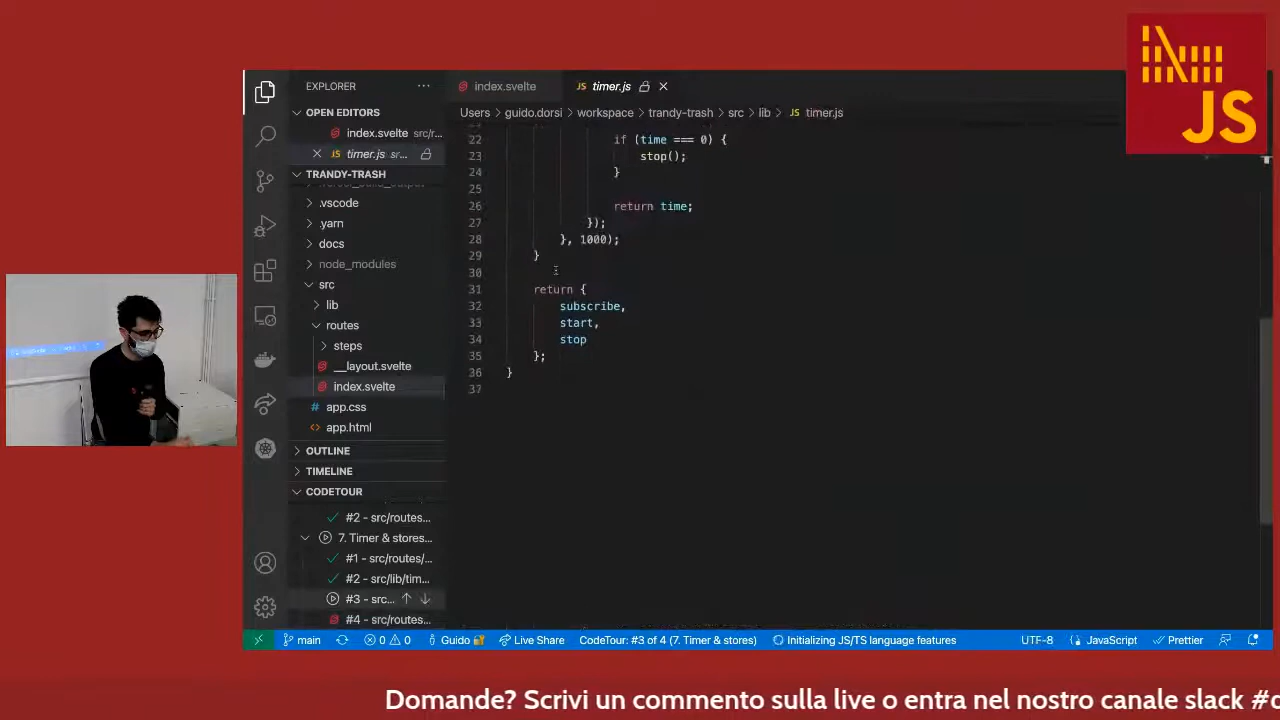 JS
EXPLORER
index.svelte
JS timer.js
OPEN EDITORS
index.svelte src/r...
JS timer.js sr...
Users > guido.dorsi > workspace > trandy-trash > src > lib > JS timer.js
TRANDY-TRASH
.vscode
.yarn
docs
node_modules
src
lib
routes
steps
__layout.svelte
index.svelte
# app.css
<> app.html
OUTLINE
TIMELINE
CODETOUR
#2 - src/routes...
7. Timer & stores...
#1 - src/routes/...
#2 - src/lib/tim...
#3 - src...
#4 - src/routes...
22 if (time === 0) {
23 stop();
24 }
25
26 return time;
27 });
28 }, 1000);
29 }
30
31 return {
32 subscribe,
33 start,
34 stop
35 };
36 }
37
main 0 0 Guido Live Share CodeTour: #3 of 4 (7. Timer & stores) Initializing JS/TS language features UTF-8 JavaScript Prettier
Domande? Scrivi un commento sulla live o entra nel nostro canale slack #